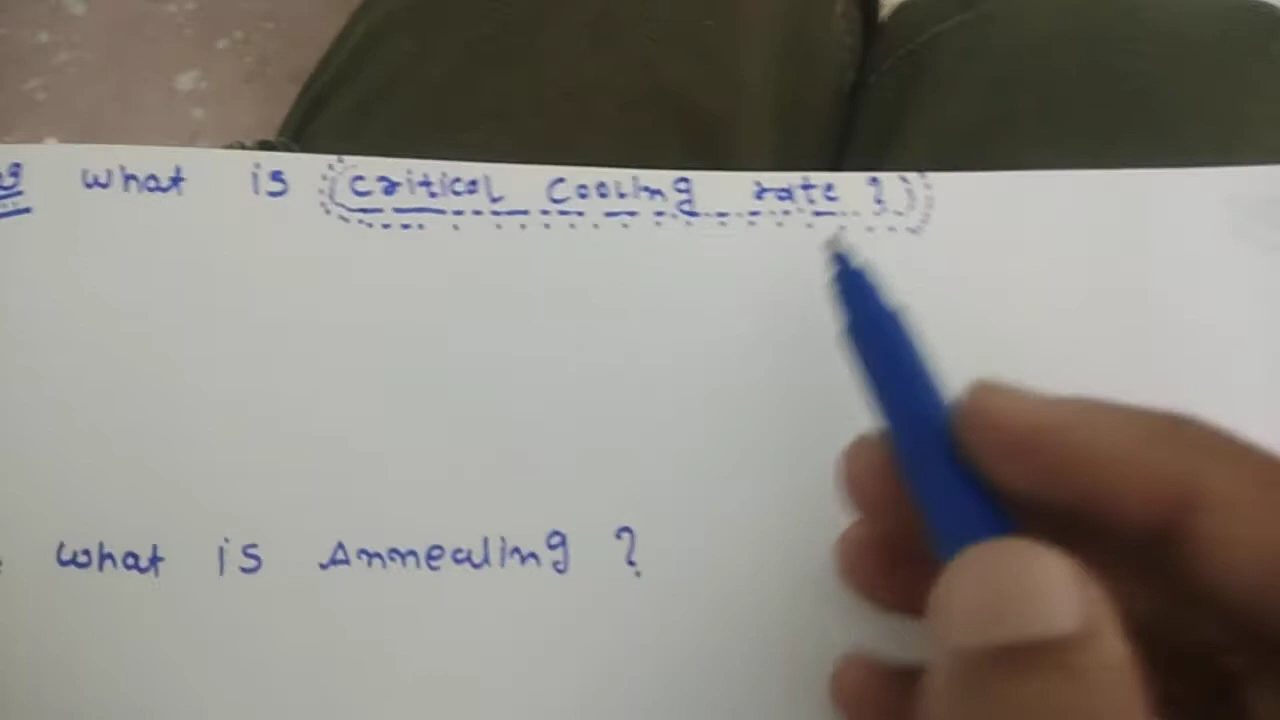 what is (critical cooling rate ?)
what is Annealing ?